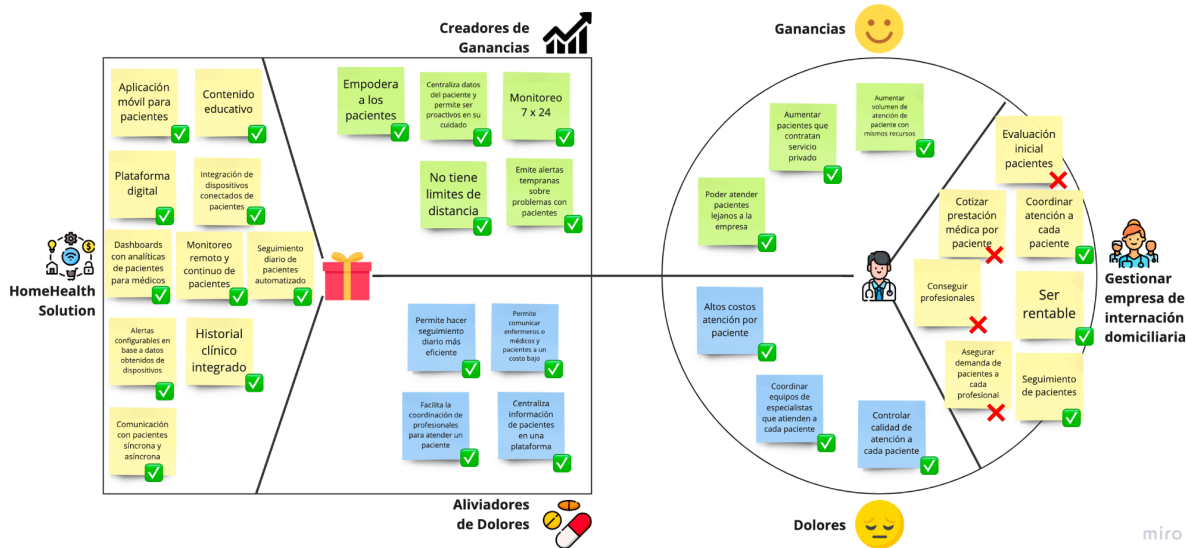 Creadores de
Ganancias
Ganancias
Aplicación
móvil para
pacientes
Contenido
educativo
Plataforma
digital
Integración de
dispositivos
conectados de
pacientes
Dashboards
con analíticas
de pacientes
para médicos
Monitoreo
remoto y
continuo de
pacientes
Seguimiento
diario de
pacientes
automatizado
Alertas
configurables en
base a datos
obtenidos de
dispositivos
Historial
clínico
integrado
Comunicación
con pacientes
síncrona y
asíncrona
HomeHealth
Solution
Empodera
a los
pacientes
Centraliza datos
del paciente y
permite ser
proactivos en su
cuidado
Monitoreo
7 x 24
No tiene
limites de
distancia
Emite alertas
tempranas
sobre
problemas con
pacientes
Permite hacer
seguimiento
diario más
eficiente
Permite
comunicar
enfermeros o
médicos y
pacientes a un
costo bajo
Facilita la
coordinación de
profesionales
para atender un
paciente
Centraliza
información
de pacientes
en una
plataforma
Aliviadores
de Dolores
Aumentar
pacientes que
contratan
servicio
privado
Aumentar
volumen de
atención de
paciente con
mismos recursos
Poder atender
pacientes
lejanos a la
empresa
Altos costos
atención por
paciente
Coordinar
equipos de
especialistas
que atienden a
cada paciente
Controlar
calidad de
atención a
cada paciente
Dolores
Evaluación
inicial
pacientes
Cotizar
prestación
médica por
paciente
Coordinar
atención a
cada
paciente
Conseguir
profesionales
Ser
rentable
Asegurar
demanda de
pacientes a
cada
profesional
Seguimiento
de pacientes
Gestionar
empresa de
internación
domiciliaria
miro